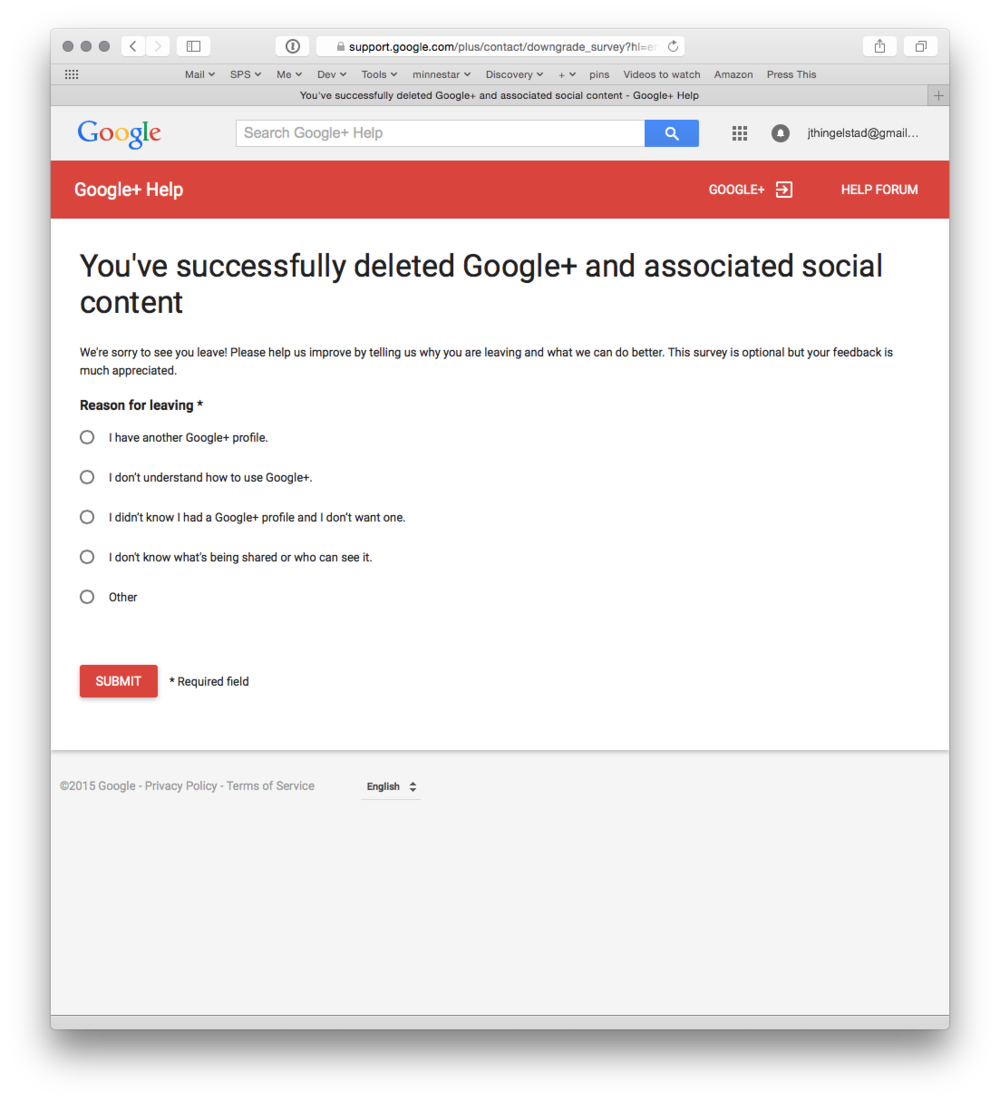 support.google.com/plus/contact/downgrade_survey?hl=e
Mail SPS Me Dev Tools minnestar Discovery + pins Videos to watch Amazon Press This
You've successfully deleted Google+ and associated social content - Google+ Help
Google Search Google+ Help jthingelstad@gmail...
Google+ Help GOOGLE+ HELP FORUM
You've successfully deleted Google+ and associated social
content
We're sorry to see you leave! Please help us improve by telling us why you are leaving and what we can do better. This survey is optional but your feedback is
much appreciated.
Reason for leaving *
I have another Google+ profile.
I don't understand how to use Google+.
I didn't know I had a Google+ profile and I don't want one.
I don't know what's being shared or who can see it.
Other
SUBMIT * Required field
©2015 Google - Privacy Policy - Terms of Service English